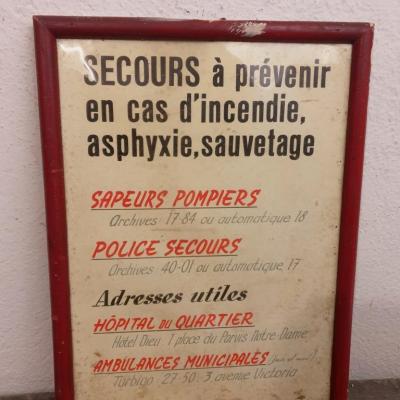 SECOURS à prévenir
en cas d'incendie,
asphyxie,sauvetage
SAPEURS POMPIERS
Archives: 17-84 ou automatique 18
POLICE SECOURS
Archives: 40-01 ou automatique 17
Adresses utiles
HÔPITAL DU QUARTIER
Hôtel Dieu: 1 place du Parvis Notre-Dame
AMBULANCES MUNICIPALES
Turbigo 27-50: 3 avenue Victoria